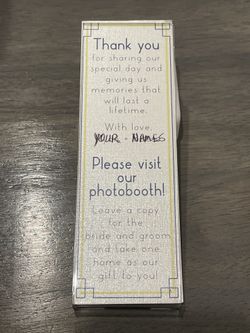 Thank you
for sharing our
special day and
giving us
memories that
will last a
lifetime.
With love,
YOUR - NAMES
Please visit
our
photobooth!
Leave a copy
for the
bride and groom
and take one
home as our
gift to you!